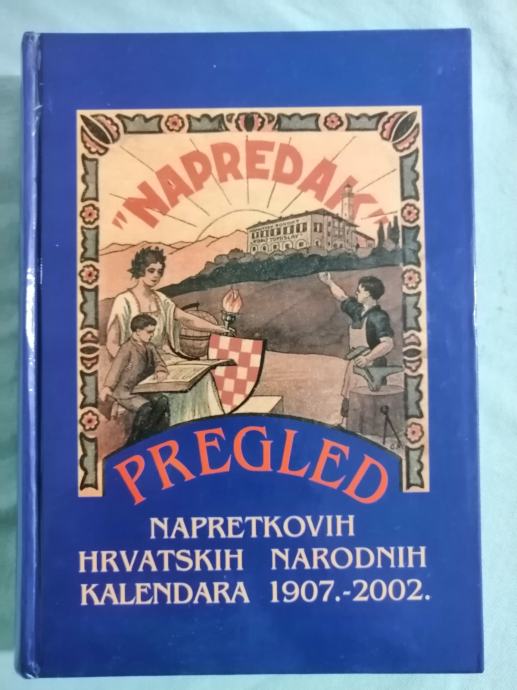 "NAPREDAK"
PREGLED
NAPRETKOVIH
HRVATSKIH NARODNIH
KALENDARA 1907.-2002.